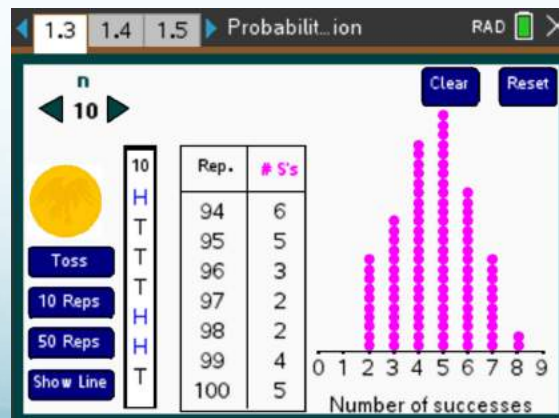 1.3 1.4 1.5 Probabilit...ion RAD
n
10
Clear Reset
10
H
T
T
T
H
H
T
Toss
10 Reps
50 Reps
Show Line
Rep. # S's
94 6
95 5
96 3
97 2
98 2
99 4
100 5
0 1 2 3 4 5 6 7 8 9
Number of successes